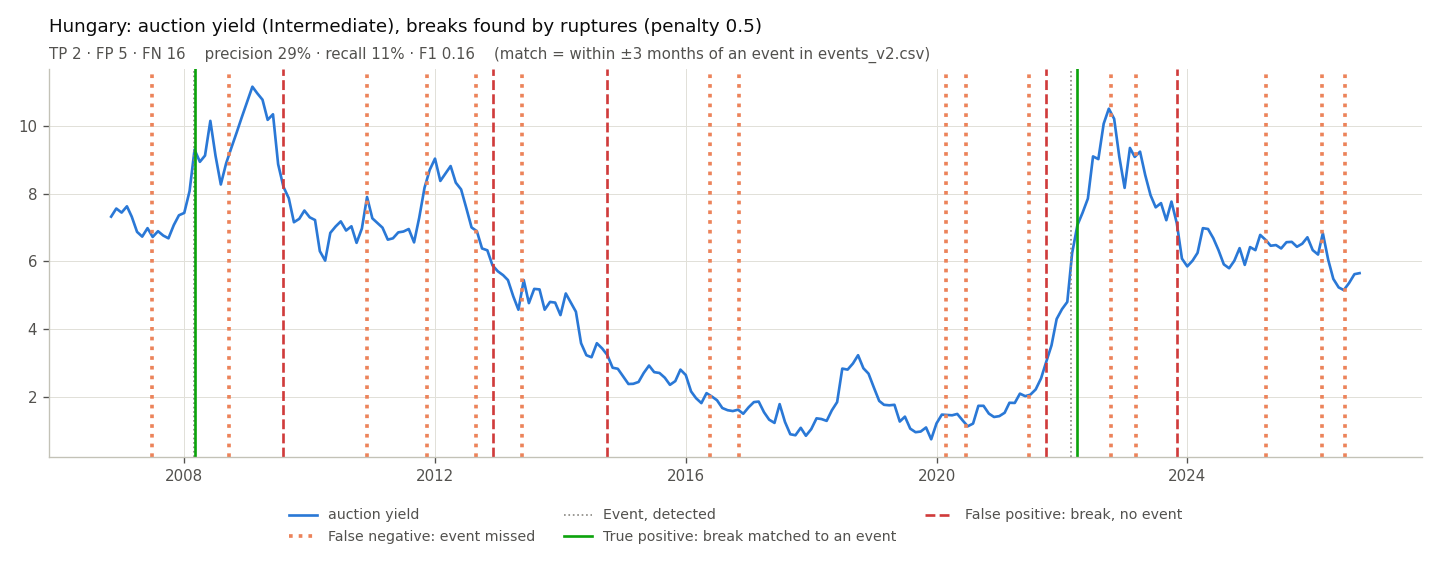 Hungary: auction yield (Intermediate), breaks found by ruptures (penalty 0.5)
TP 2 · FP 5 · FN 16    precision 29% · recall 11% · F1 0.16    (match = within ±3 months of an event in events_v2.csv)
10
8
6
4
2
2008 2012 2016 2020 2024
auction yield
False negative: event missed
Event, detected
True positive: break matched to an event
False positive: break, no event